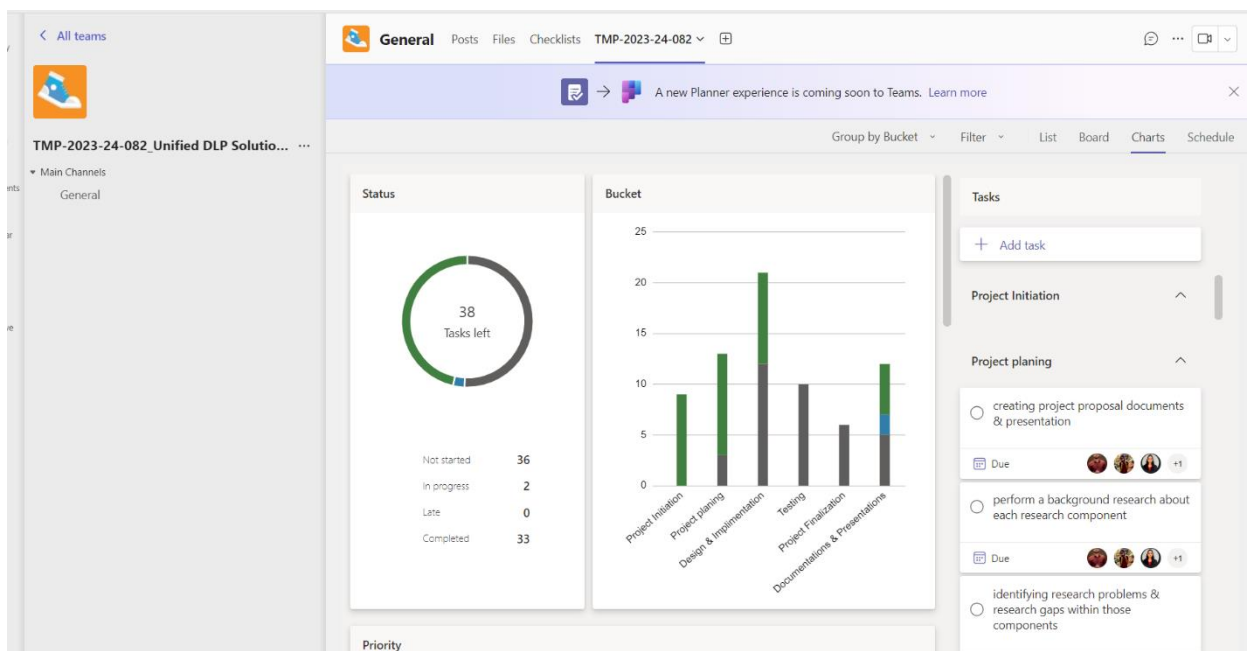 All teams
TMP-2023-24-082_Unified DLP Solutio... ...
Main Channels
General
General Posts Files Checklists TMP-2023-24-082
A new Planner experience is coming soon to Teams. Learn more
Group by Bucket Filter List Board Charts Schedule
Status
38
Tasks left
Not started 36
In progress 2
Late 0
Completed 33
Bucket
25
20
15
10
5
0
Project Initiation
Project planing
Design & Implimentation
Testing
Project Finalization
Documentations & Presentations
Priority
Tasks
+ Add task
Project Initiation
Project planing
creating project proposal documents
& presentation
Due +1
perform a background research about
each research component
Due +1
identifying research problems &
research gaps within those
components